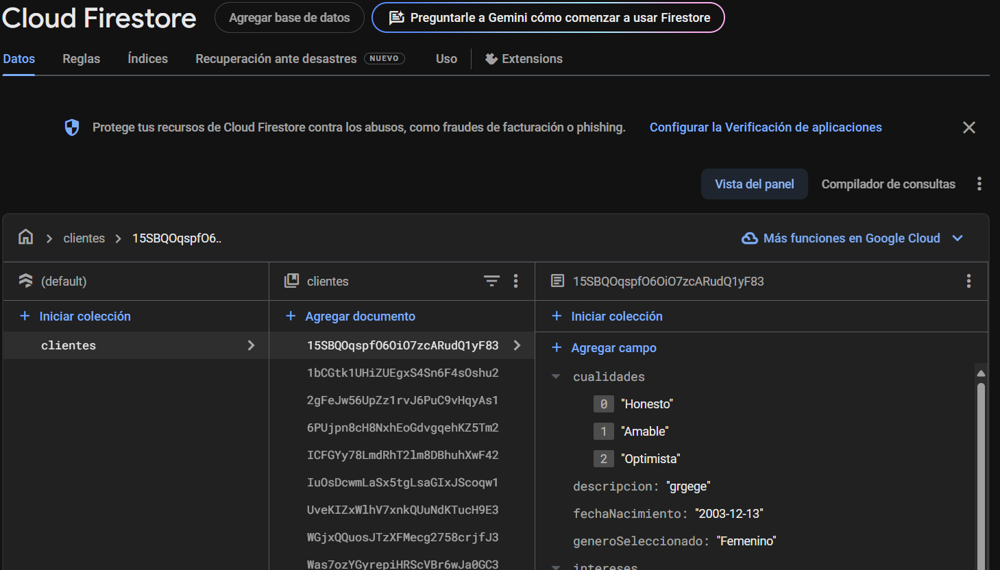 Cloud Firestore
Agregar base de datos
Preguntarle a Gemini cómo comenzar a usar Firestore
Datos
Reglas
Índices
Recuperación ante desastres
NUEVO
Uso
Extensions
Protege tus recursos de Cloud Firestore contra los abusos, como fraudes de facturación o phishing.
Configurar la Verificación de aplicaciones
Vista del panel
Compilador de consultas
clientes
15SBQOqspfO6..
Más funciones en Google Cloud
(default)
Iniciar colección
clientes
clientes
Agregar documento
15SBQOqspfO6OiO7zcARudQ1yF83
1bCGtk1UHiZUEgxS4Sn6F4sOshu2
2gFeJw56UpZz1rvJ6PuC9vHqyAs1
6PUjpn8cH8NxhEoGdvgqehKZ5Tm2
ICFGYy78LmdRhT2lm8DBhuhXwF42
IuOsDcwmLaSx5tgLsaGIxJScoqw1
UveKIZxWlhV7xnkQUuNdKTucH9E3
WGjxQQuosJTzXFMecg2758crjfJ3
Was7ozYGyrepiHRScVBr6wJa0GC3
15SBQOqspfO6OiO7zcARudQ1yF83
Iniciar colección
Agregar campo
cualidades
0 "Honesto"
1 "Amable"
2 "Optimista"
descripcion: "grgege"
fechaNacimiento: "2003-12-13"
generoSeleccionado: "Femenino"
intereses